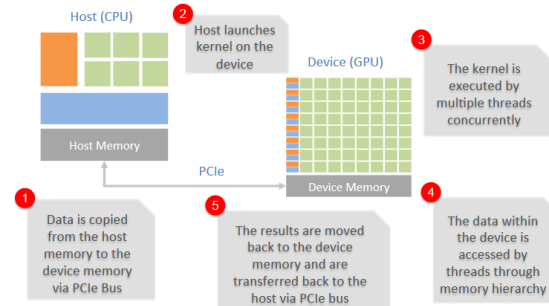 Host (CPU)
Host Memory
2
Host launches
kernel on the
device
Device (GPU)
Device Memory
3
The kernel is
executed by
multiple threads
concurrently
PCIe
1
Data is copied
from the host
memory to the
device memory
via PCIe Bus
5
The results are moved
back to the device
memory and are
transferred back to the
host via PCIe bus
4
The data within
the device is
accessed by
threads through
memory hierarchy